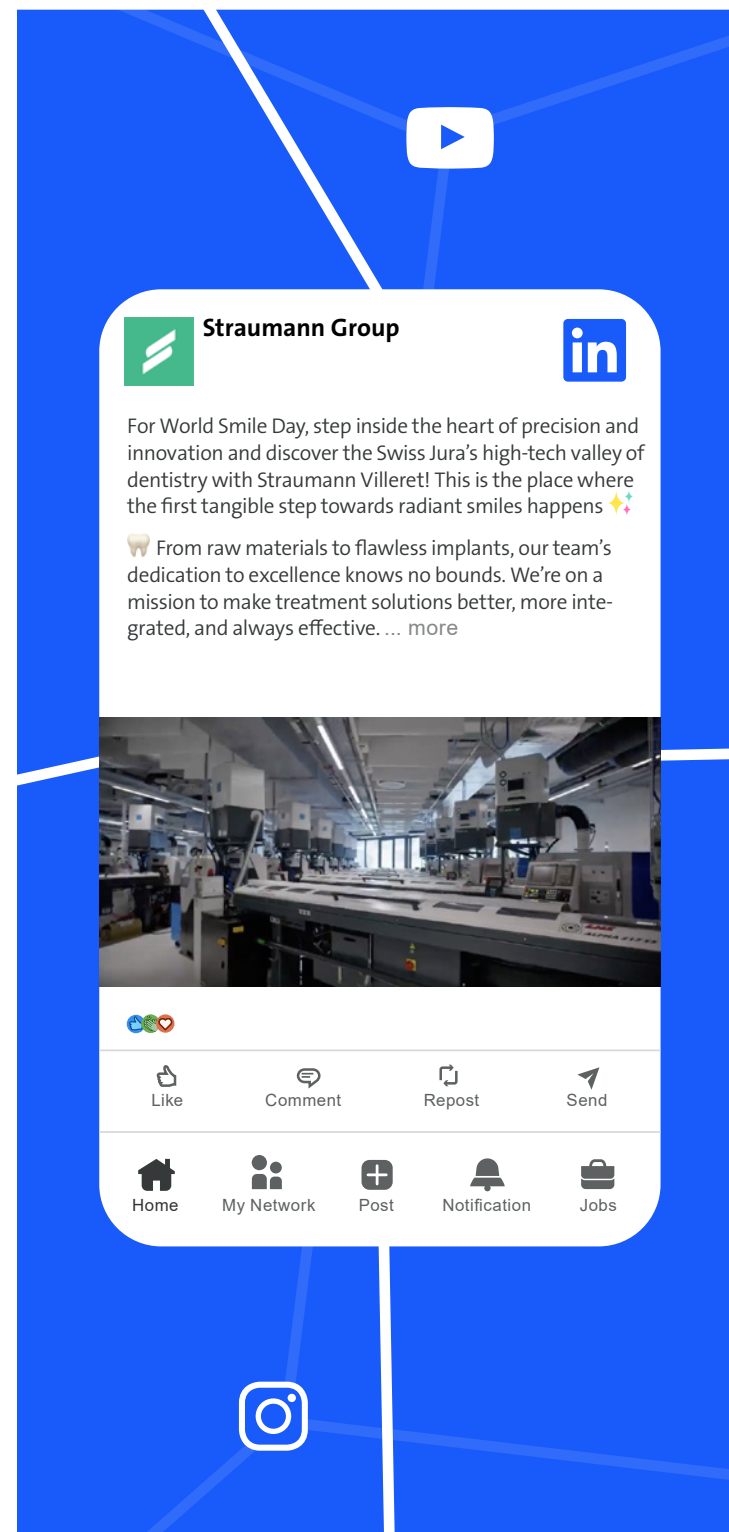 Straumann Group
in
For World Smile Day, step inside the heart of precision and
innovation and discover the Swiss Jura’s high-tech valley of
dentistry with Straumann Villeret! This is the place where
the first tangible step towards radiant smiles happens ✨
🦷 From raw materials to flawless implants, our team’s
dedication to excellence knows no bounds. We’re on a
mission to make treatment solutions better, more inte-
grated, and always effective. ... more
Like Comment Repost Send
Home My Network Post Notification Jobs